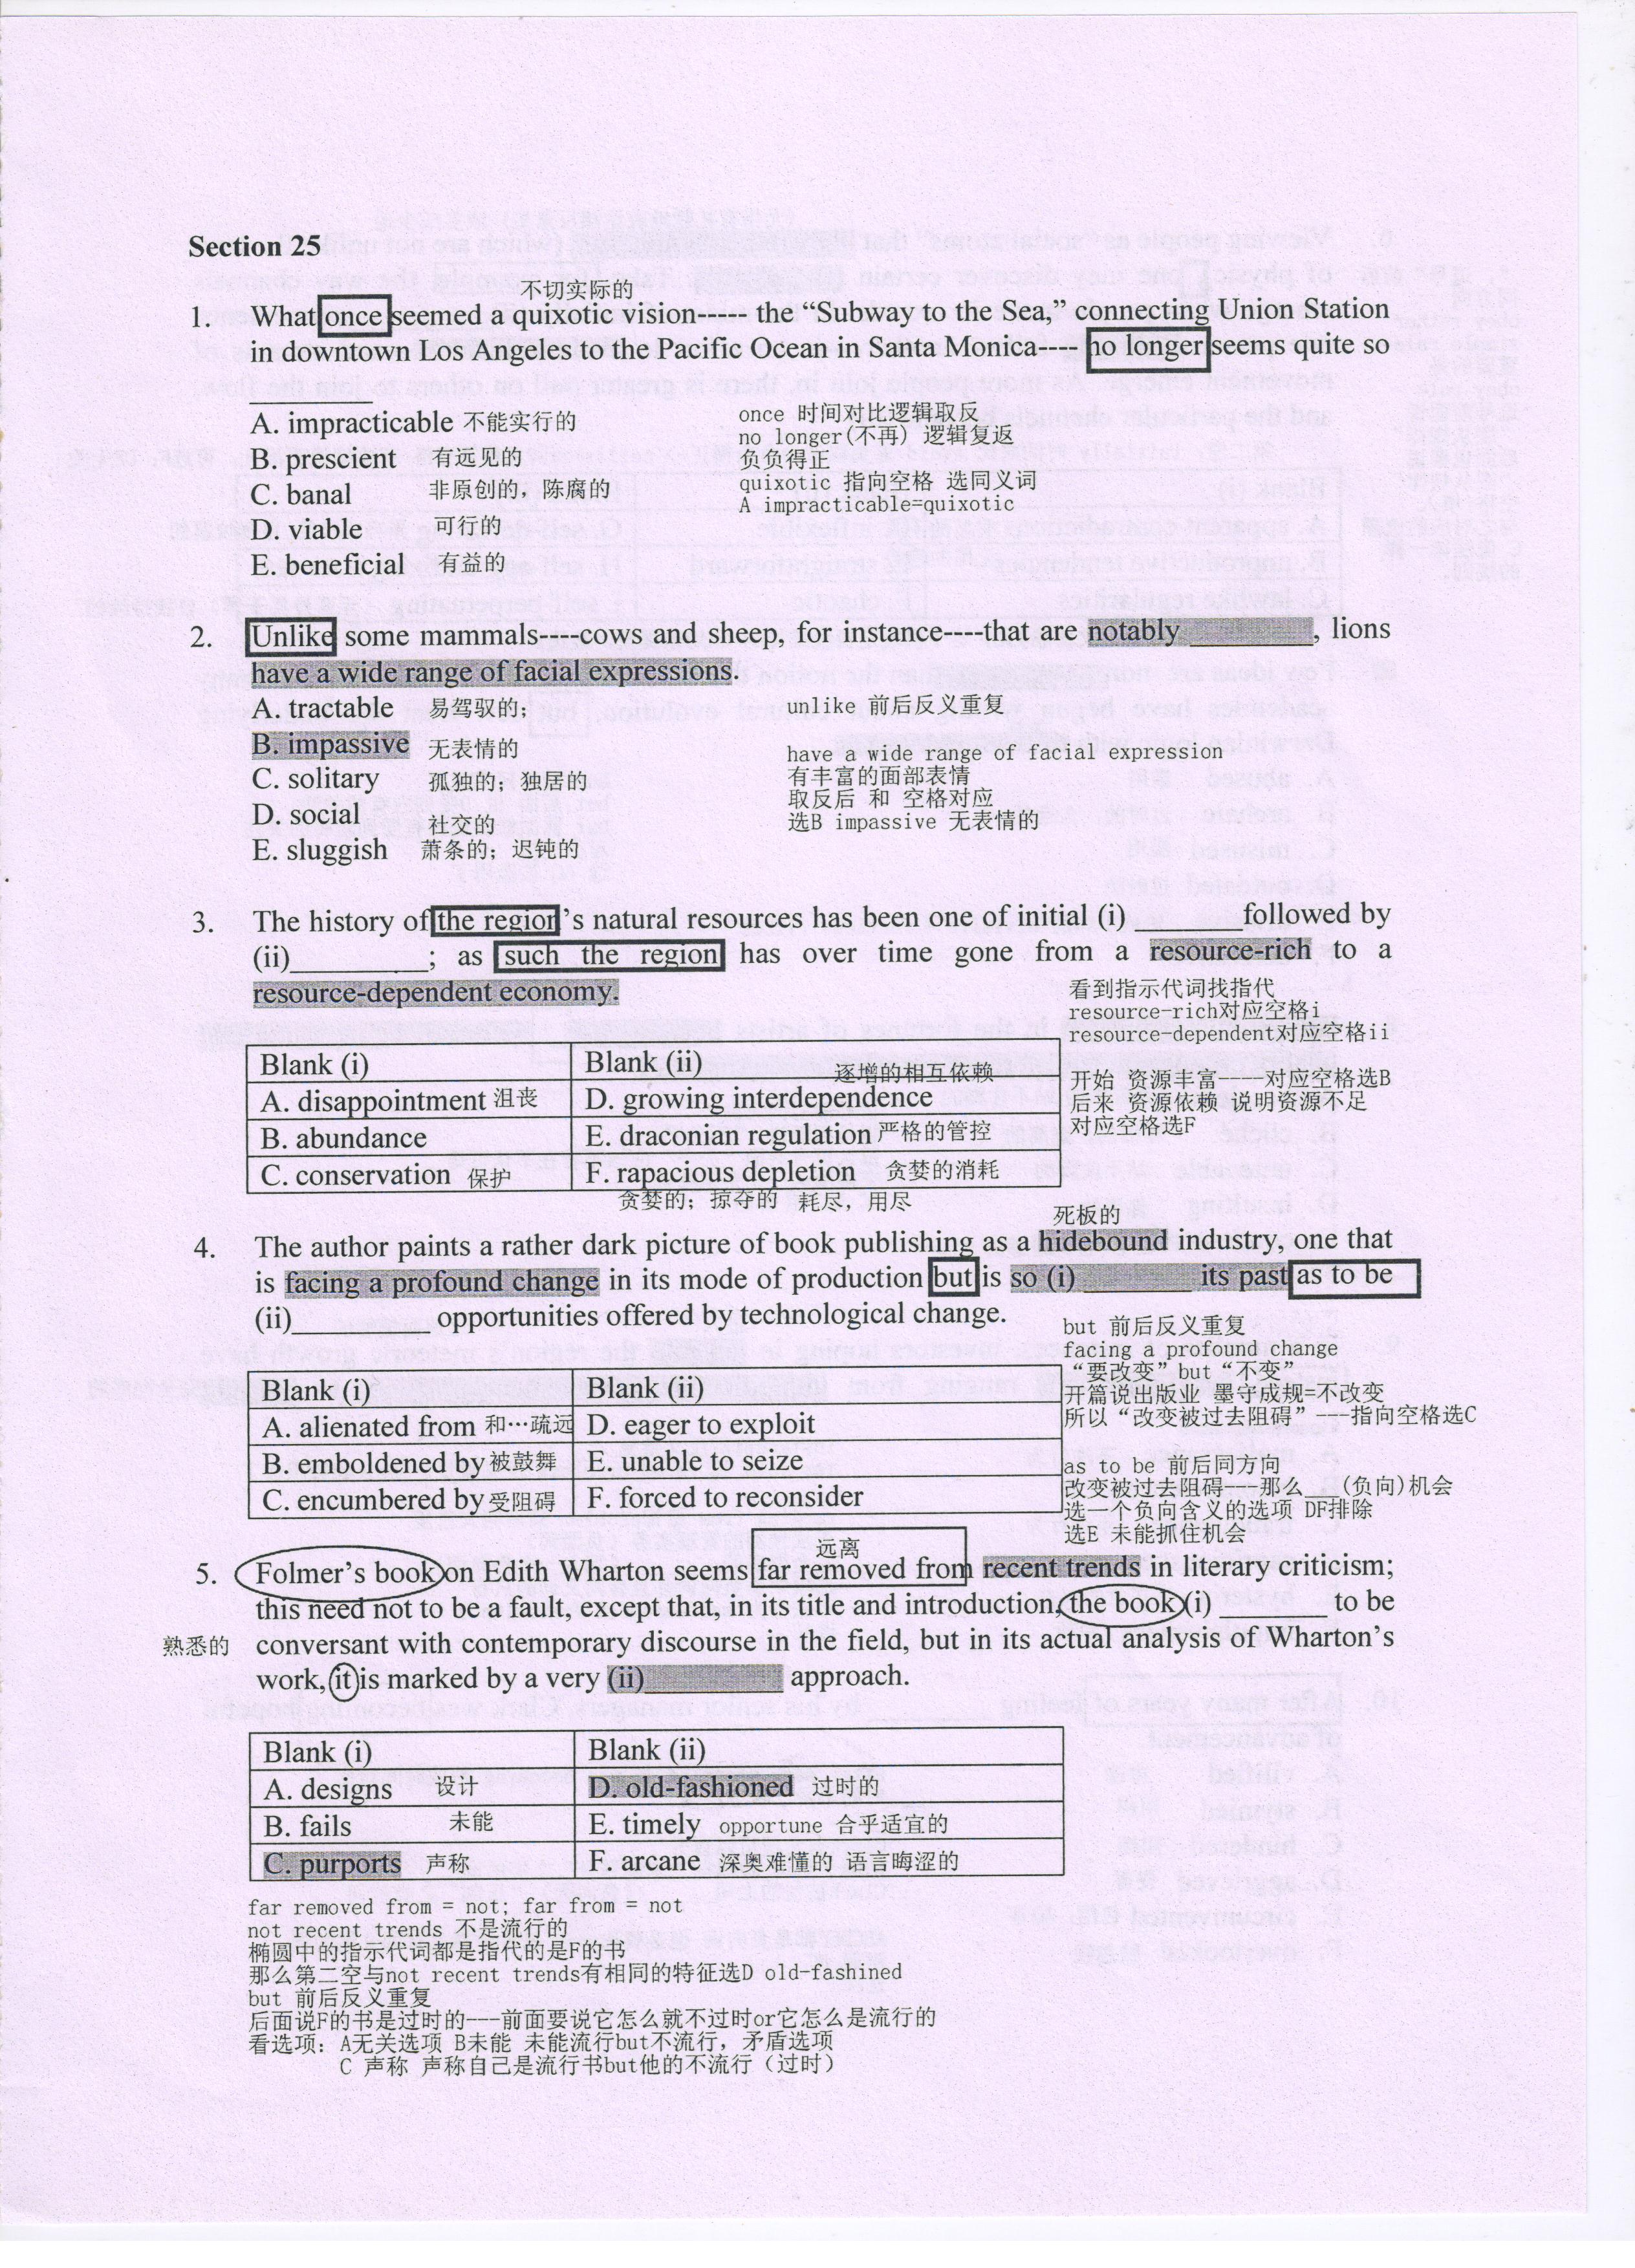 Section 25
不切实际的
1. What once seemed a quixotic vision----- the “Subway to the Sea,” connecting Union Station
in downtown Los Angeles to the Pacific Ocean in Santa Monica---- ho longer seems quite so
________
A. impracticable 不能实行的
B. prescient 有远见的
C. banal 非原创的，陈腐的
D. viable 可行的
E. beneficial 有益的
once 时间对比逻辑取反
no longer(不再) 逻辑复返
负负得正
quixotic 指向空格 选同义词
A impracticable=quixotic
2. Unlike some mammals----cows and sheep, for instance----that are notably ________, lions
have a wide range of facial expressions.
A. tractable 易驾驭的；
B. impassive 无表情的
C. solitary 孤独的；独居的
D. social 社交的
E. sluggish 萧条的；迟钝的
unlike 前后反义重复
have a wide range of facial expression
有丰富的面部表情
取反后 和 空格对应
选B impassive 无表情的
3. The history of the region’s natural resources has been one of initial (i) ________followed by
(ii)________; as such the region has over time gone from a resource-rich to a
resource-dependent economy.
看到指示代词找指代
resource-rich对应空格i
resource-dependent对应空格ii
开始 资源丰富----对应空格选B
后来 资源依赖 说明资源不足
对应空格选F
Blank (i) Blank (ii)
逐增的相互依赖
A. disappointment 沮丧 D. growing interdependence
B. abundance E. draconian regulation 严格的管控
C. conservation 保护 F. rapacious depletion 贪婪的消耗
贪婪的；掠夺的 耗尽，用尽
死板的
4. The author paints a rather dark picture of book publishing as a hidebound industry, one that
is facing a profound change in its mode of production but is so (i) ________ its past as to be
(ii)________ opportunities offered by technological change.
but 前后反义重复
facing a profound change
“要改变”but“不变”
开篇说出版业 墨守成规=不改变
所以“改变被过去阻碍”---指向空格选C
as to be 前后同方向
改变被过去阻碍---那么__(负向)机会
选一个负向含义的选项 DF排除
选E 未能抓住机会
Blank (i) Blank (ii)
A. alienated from 和…疏远 D. eager to exploit
B. emboldened by 被鼓舞 E. unable to seize
C. encumbered by 受阻碍 F. forced to reconsider
远离
5. Folmer’s book on Edith Wharton seems far removed from recent trends in literary criticism;
this need not to be a fault, except that, in its title and introduction, the book (i) ________ to be
熟悉的 conversant with contemporary discourse in the field, but in its actual analysis of Wharton’s
work, it is marked by a very (ii)________ approach.
Blank (i) Blank (ii)
A. designs 设计 D. old-fashioned 过时的
B. fails 未能 E. timely opportune 合乎适宜的
C. purports 声称 F. arcane 深奥难懂的 语言晦涩的
far removed from = not; far from = not
not recent trends 不是流行的
椭圆中的指示代词都是指代的是F的书
那么第二空与not recent trends有相同的特征选D old-fashined
but 前后反义重复
后面说F的书是过时的---前面要说它怎么就不过时or它怎么是流行的
看选项：A无关选项 B未能 未能流行but不流行，矛盾选项
C 声称 声称自己是流行书but他的不流行（过时）